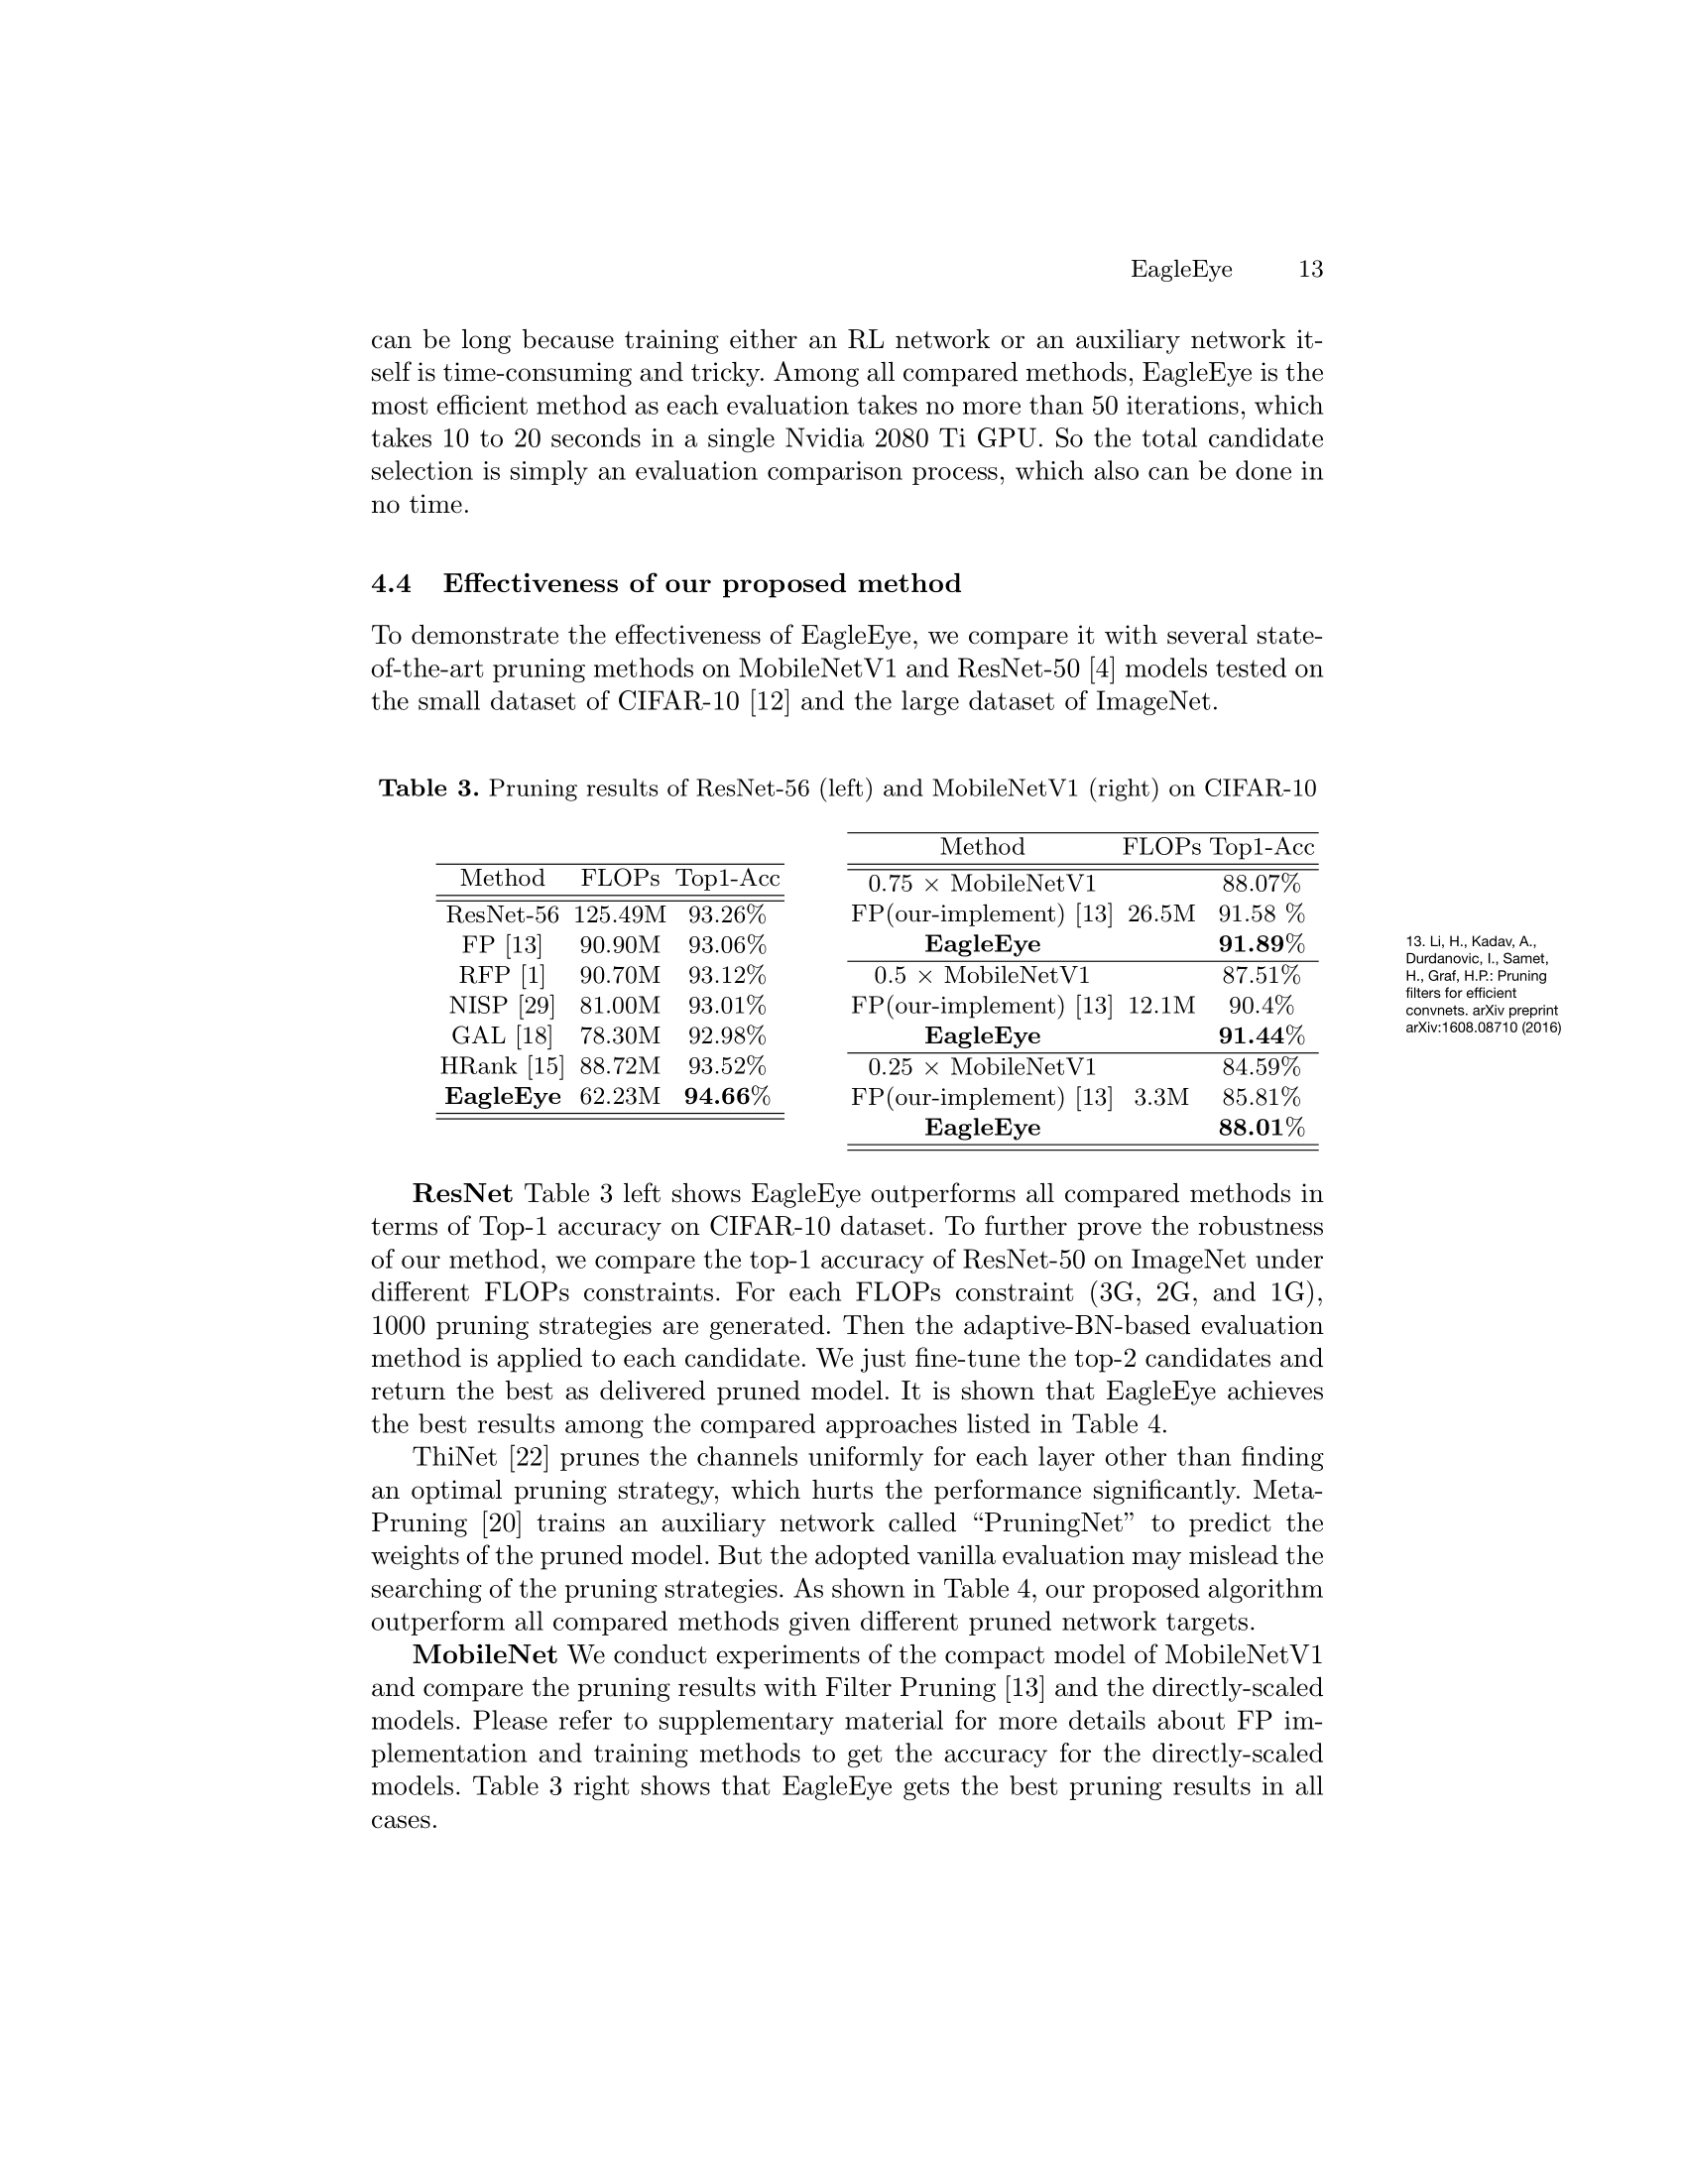 EagleEye 13
can be long because training either an RL network or an auxiliary network it-
self is time-consuming and tricky. Among all compared methods, EagleEye is the
most efficient method as each evaluation takes no more than 50 iterations, which
takes 10 to 20 seconds in a single Nvidia 2080 Ti GPU. So the total candidate
selection is simply an evaluation comparison process, which also can be done in
no time.
4.4 Effectiveness of our proposed method
To demonstrate the effectiveness of EagleEye, we compare it with several state-
of-the-art pruning methods on MobileNetV1 and ResNet-50 [4] models tested on
the small dataset of CIFAR-10 [12] and the large dataset of ImageNet.
Table 3. Pruning results of ResNet-56 (left) and MobileNetV1 (right) on CIFAR-10
Method FLOPs Top1-Acc
ResNet-56 125.49M 93.26%
FP [13] 90.90M 93.06%
RFP [1] 90.70M 93.12%
NISP [29] 81.00M 93.01%
GAL [18] 78.30M 92.98%
HRank [15] 88.72M 93.52%
EagleEye 62.23M 94.66%
Method FLOPs Top1-Acc
0.75 × MobileNetV1 88.07%
FP(our-implement) [13] 26.5M 91.58 %
EagleEye 91.89%
0.5 × MobileNetV1 87.51%
FP(our-implement) [13] 12.1M 90.4%
EagleEye 91.44%
0.25 × MobileNetV1 84.59%
FP(our-implement) [13] 3.3M 85.81%
EagleEye 88.01%
13. Li, H., Kadav, A.,
Durdanovic, I., Samet,
H., Graf, H.P.: Pruning
filters for efficient
convnets. arXiv preprint
arXiv:1608.08710 (2016)
ResNet Table 3 left shows EagleEye outperforms all compared methods in
terms of Top-1 accuracy on CIFAR-10 dataset. To further prove the robustness
of our method, we compare the top-1 accuracy of ResNet-50 on ImageNet under
different FLOPs constraints. For each FLOPs constraint (3G, 2G, and 1G),
1000 pruning strategies are generated. Then the adaptive-BN-based evaluation
method is applied to each candidate. We just fine-tune the top-2 candidates and
return the best as delivered pruned model. It is shown that EagleEye achieves
the best results among the compared approaches listed in Table 4.
ThiNet [22] prunes the channels uniformly for each layer other than finding
an optimal pruning strategy, which hurts the performance significantly. Meta-
Pruning [20] trains an auxiliary network called “PruningNet” to predict the
weights of the pruned model. But the adopted vanilla evaluation may mislead the
searching of the pruning strategies. As shown in Table 4, our proposed algorithm
outperform all compared methods given different pruned network targets.
MobileNet We conduct experiments of the compact model of MobileNetV1
and compare the pruning results with Filter Pruning [13] and the directly-scaled
models. Please refer to supplementary material for more details about FP im-
plementation and training methods to get the accuracy for the directly-scaled
models. Table 3 right shows that EagleEye gets the best pruning results in all
cases.